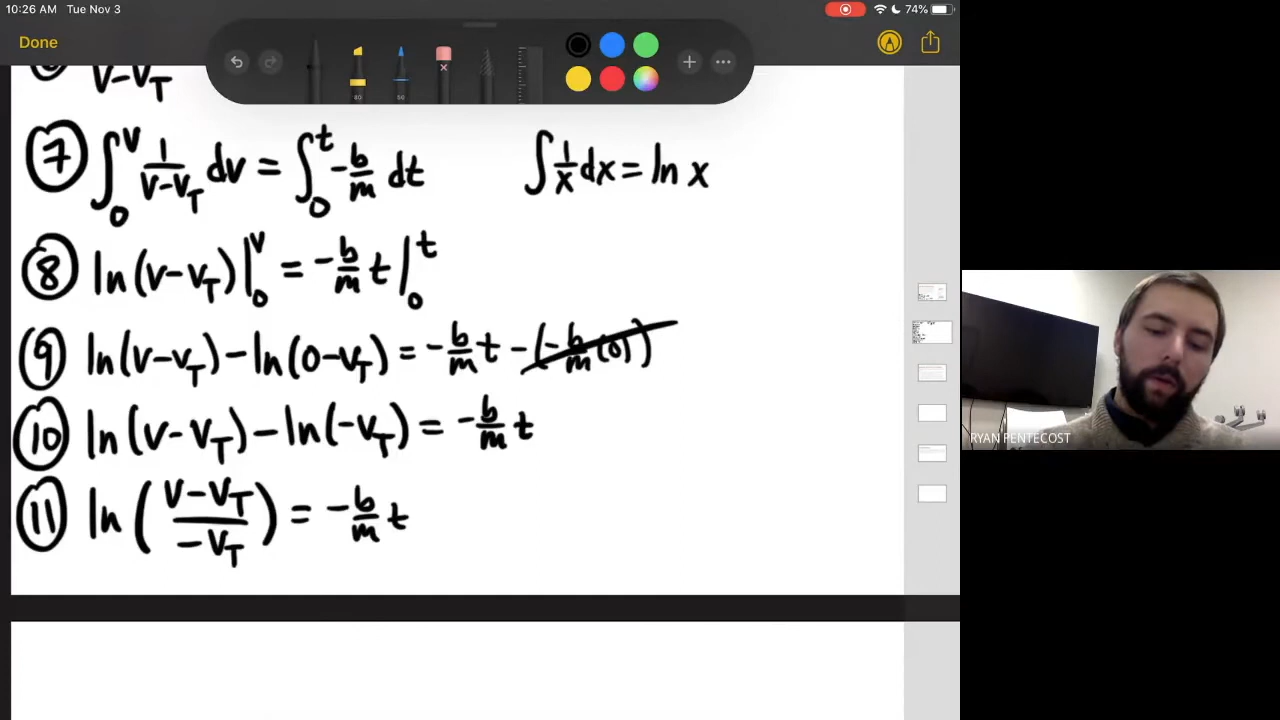 10:26 AM Tue Nov 3
74%
Done
40
50
v-v_T
⑦ ∫₀^v 1/(v-v_T) dv = ∫₀^t -b/m dt
∫ 1/x dx = ln x
⑧ ln(v-v_T)|₀^v = -b/m t|₀^t
⑨ ln(v-v_T) - ln(0-v_T) = -b/m t - (-b/m (0))
⑩ ln(v-v_T) - ln(-v_T) = -b/m t
⑪ ln((v-v_T)/(-v_T)) = -b/m t
RYAN PENTECOST